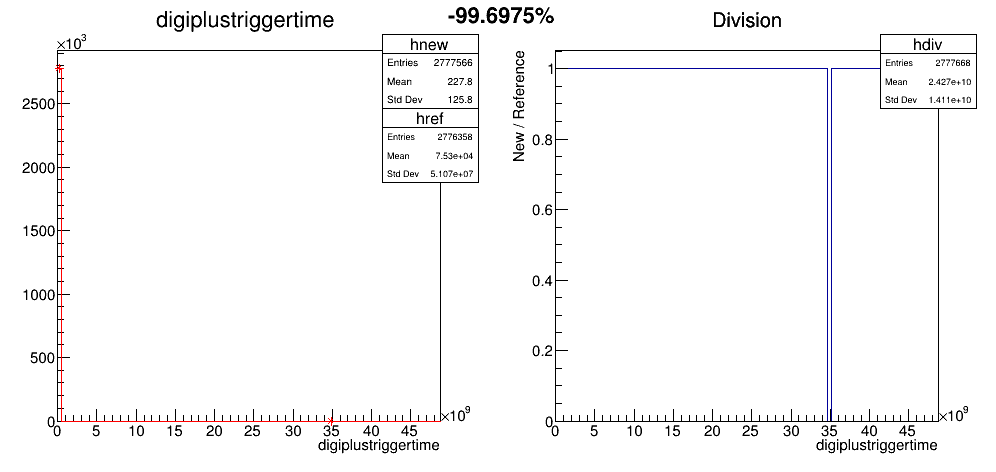 -99.6975%
digiplustriggertime
×10³
hnew
Entries 2777566
Mean 227.8
Std Dev 125.8
href
Entries 2776358
Mean 7.53e+04
Std Dev 5.107e+07
2500
2000
1500
1000
500
0
0 5 10 15 20 25 30 35 40 45 ×10⁹
digiplustriggertime
Division
hdiv
Entries 2777668
Mean 2.427e+10
Std Dev 1.411e+10
New / Reference
1
0.8
0.6
0.4
0.2
0
0 5 10 15 20 25 30 35 40 45 ×10⁹
digiplustriggertime